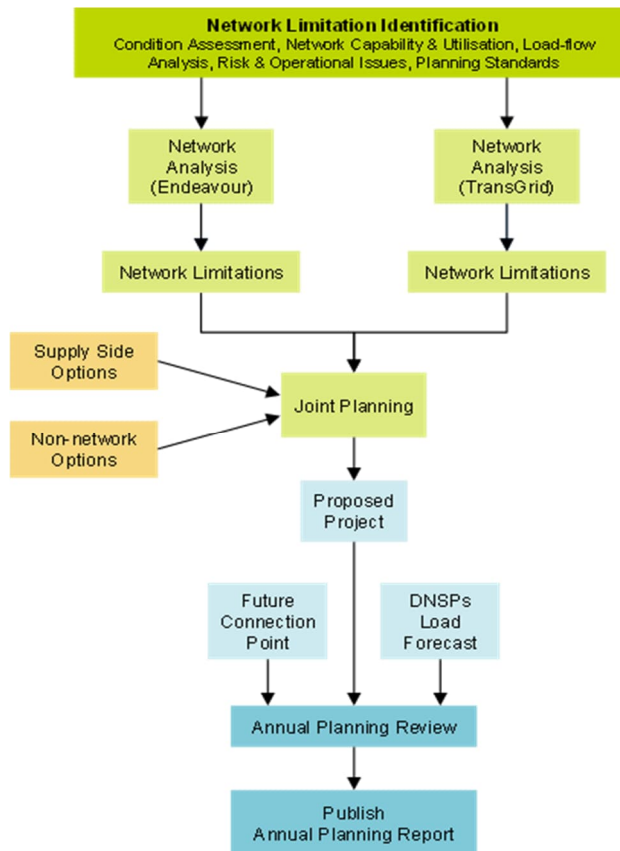 Network Limitation Identification
Condition Assessment, Network Capability & Utilisation, Load-flow
Analysis, Risk & Operational Issues, Planning Standards
Network
Analysis
(Endeavour)
Network
Analysis
(TransGrid)
Network Limitations
Network Limitations
Supply Side
Options
Joint Planning
Non-network
Options
Proposed
Project
Future
Connection
Point
DNSPs
Load
Forecast
Annual Planning Review
Publish
Annual Planning Report